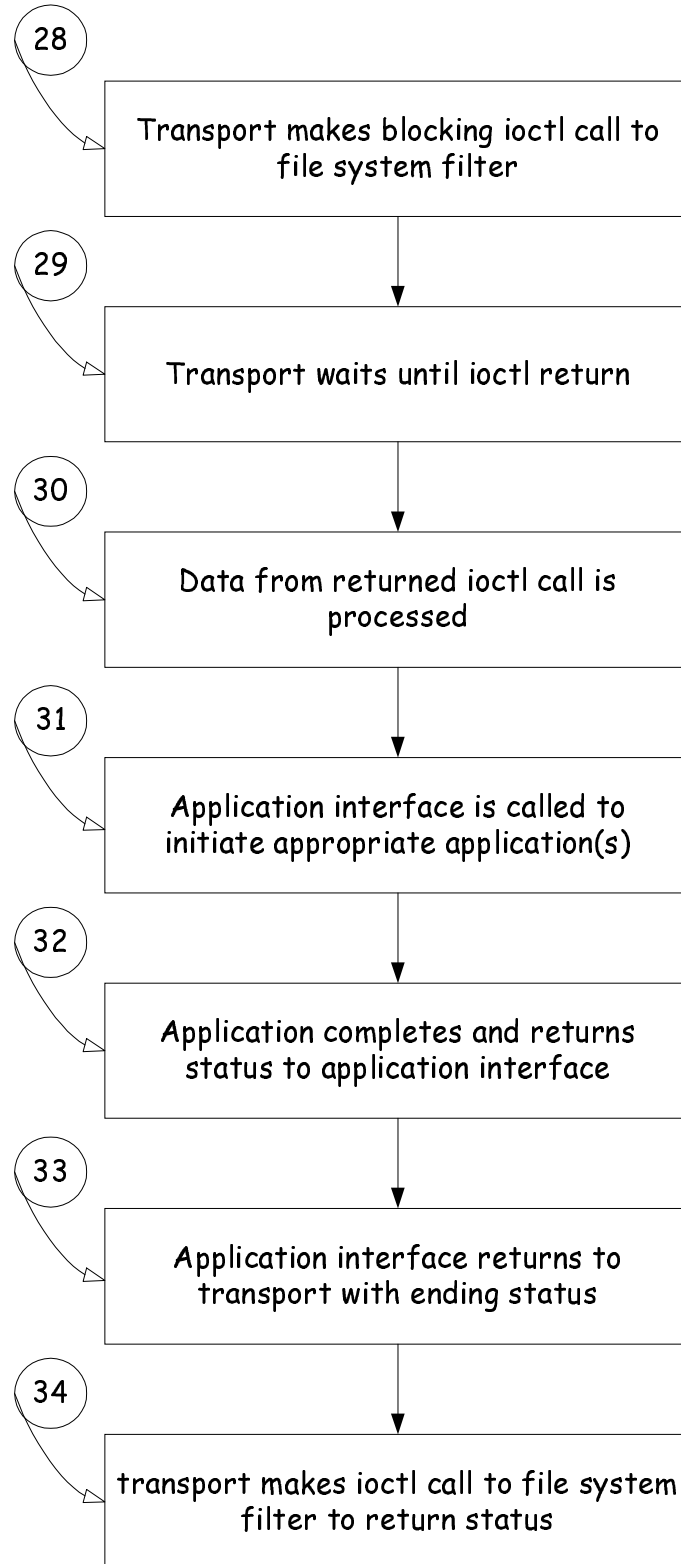 28
Transport makes blocking ioctl call to
file system filter
29
Transport waits until ioctl return
30
Data from returned ioctl call is
processed
31
Application interface is called to
initiate appropriate application(s)
32
Application completes and returns
status to application interface
33
Application interface returns to
transport with ending status
34
transport makes ioctl call to file system
filter to return status